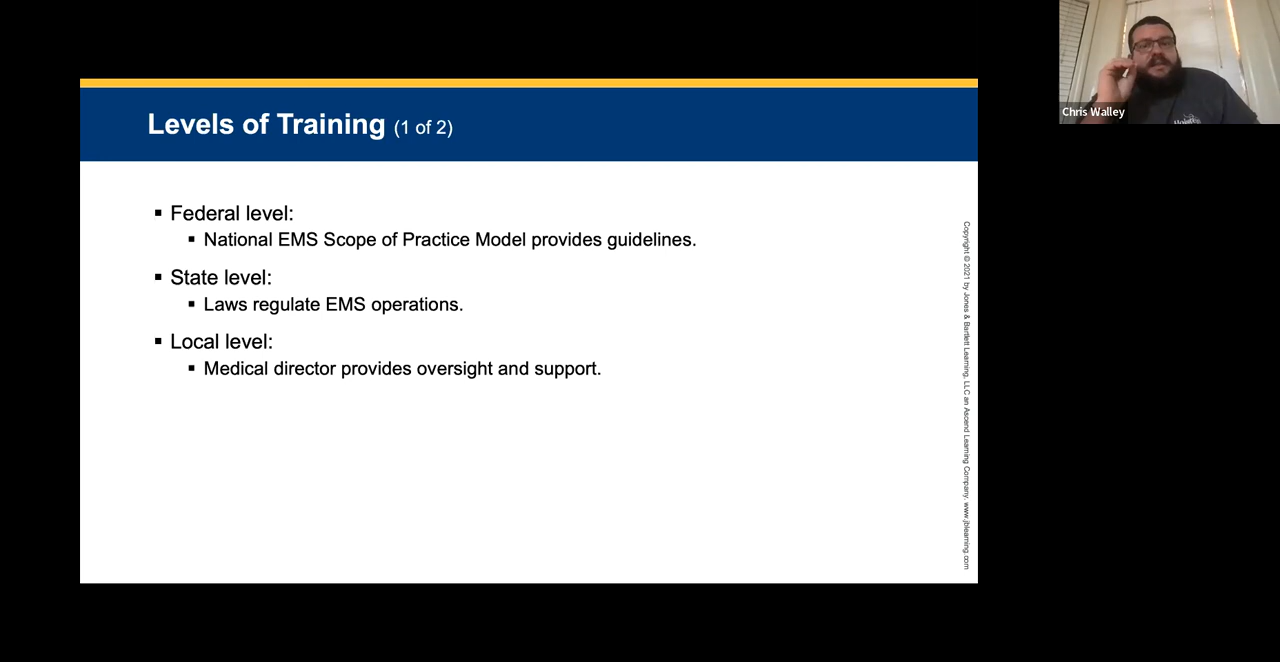 Levels of Training (1 of 2)
▪ Federal level:
▪ National EMS Scope of Practice Model provides guidelines.
▪ State level:
▪ Laws regulate EMS operations.
▪ Local level:
▪ Medical director provides oversight and support.
Copyright © 2021 by Jones & Bartlett Learning, LLC an Ascend Learning Company. www.jblearning.com
Chris Walley